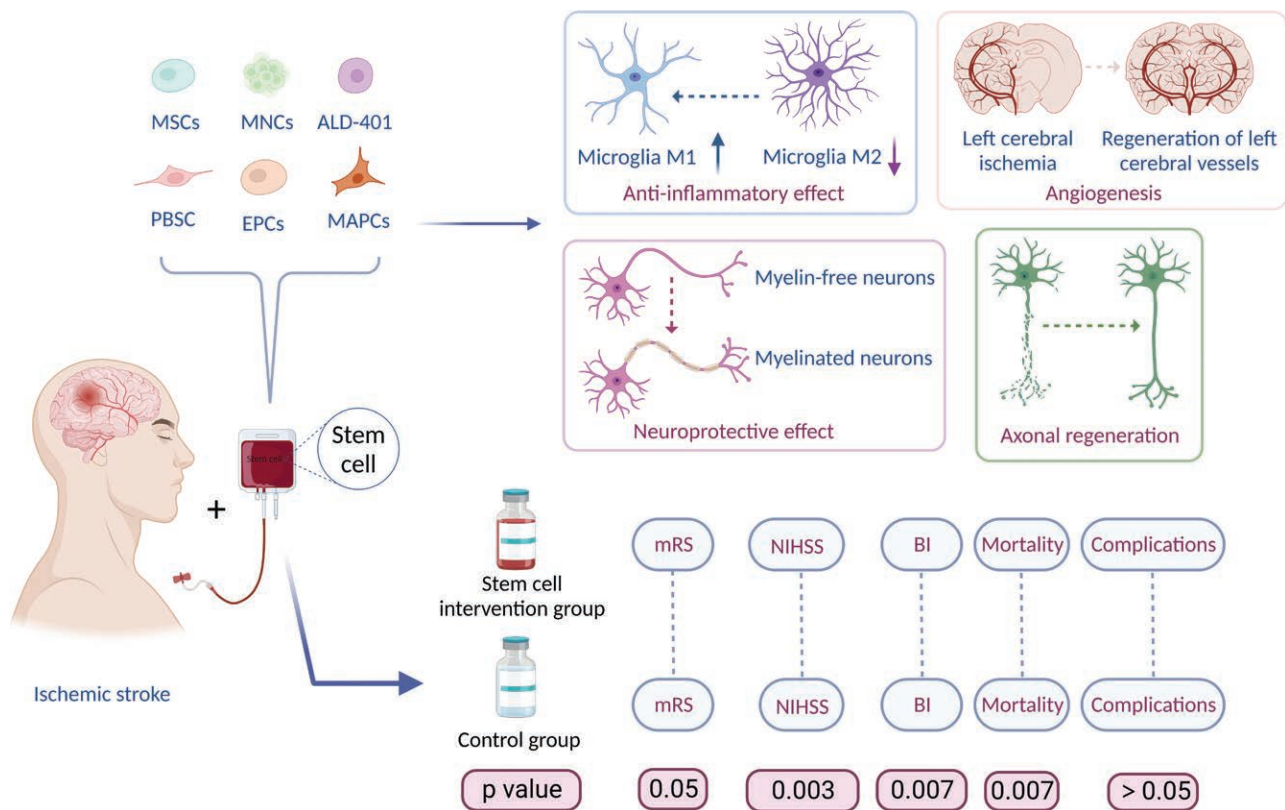 MSCs
MNCs
ALD-401
PBSC
EPCs
MAPCs
Microglia M1
Microglia M2
Anti-inflammatory effect
Left cerebral
ischemia
Regeneration of left
cerebral vessels
Angiogenesis
Myelin-free neurons
Myelinated neurons
Neuroprotective effect
Axonal regeneration
Stem cell
Stem
cell
+
Ischemic stroke
Stem cell
intervention group
mRS
NIHSS
BI
Mortality
Complications
Control group
mRS
NIHSS
BI
Mortality
Complications
p value
0.05
0.003
0.007
0.007
> 0.05